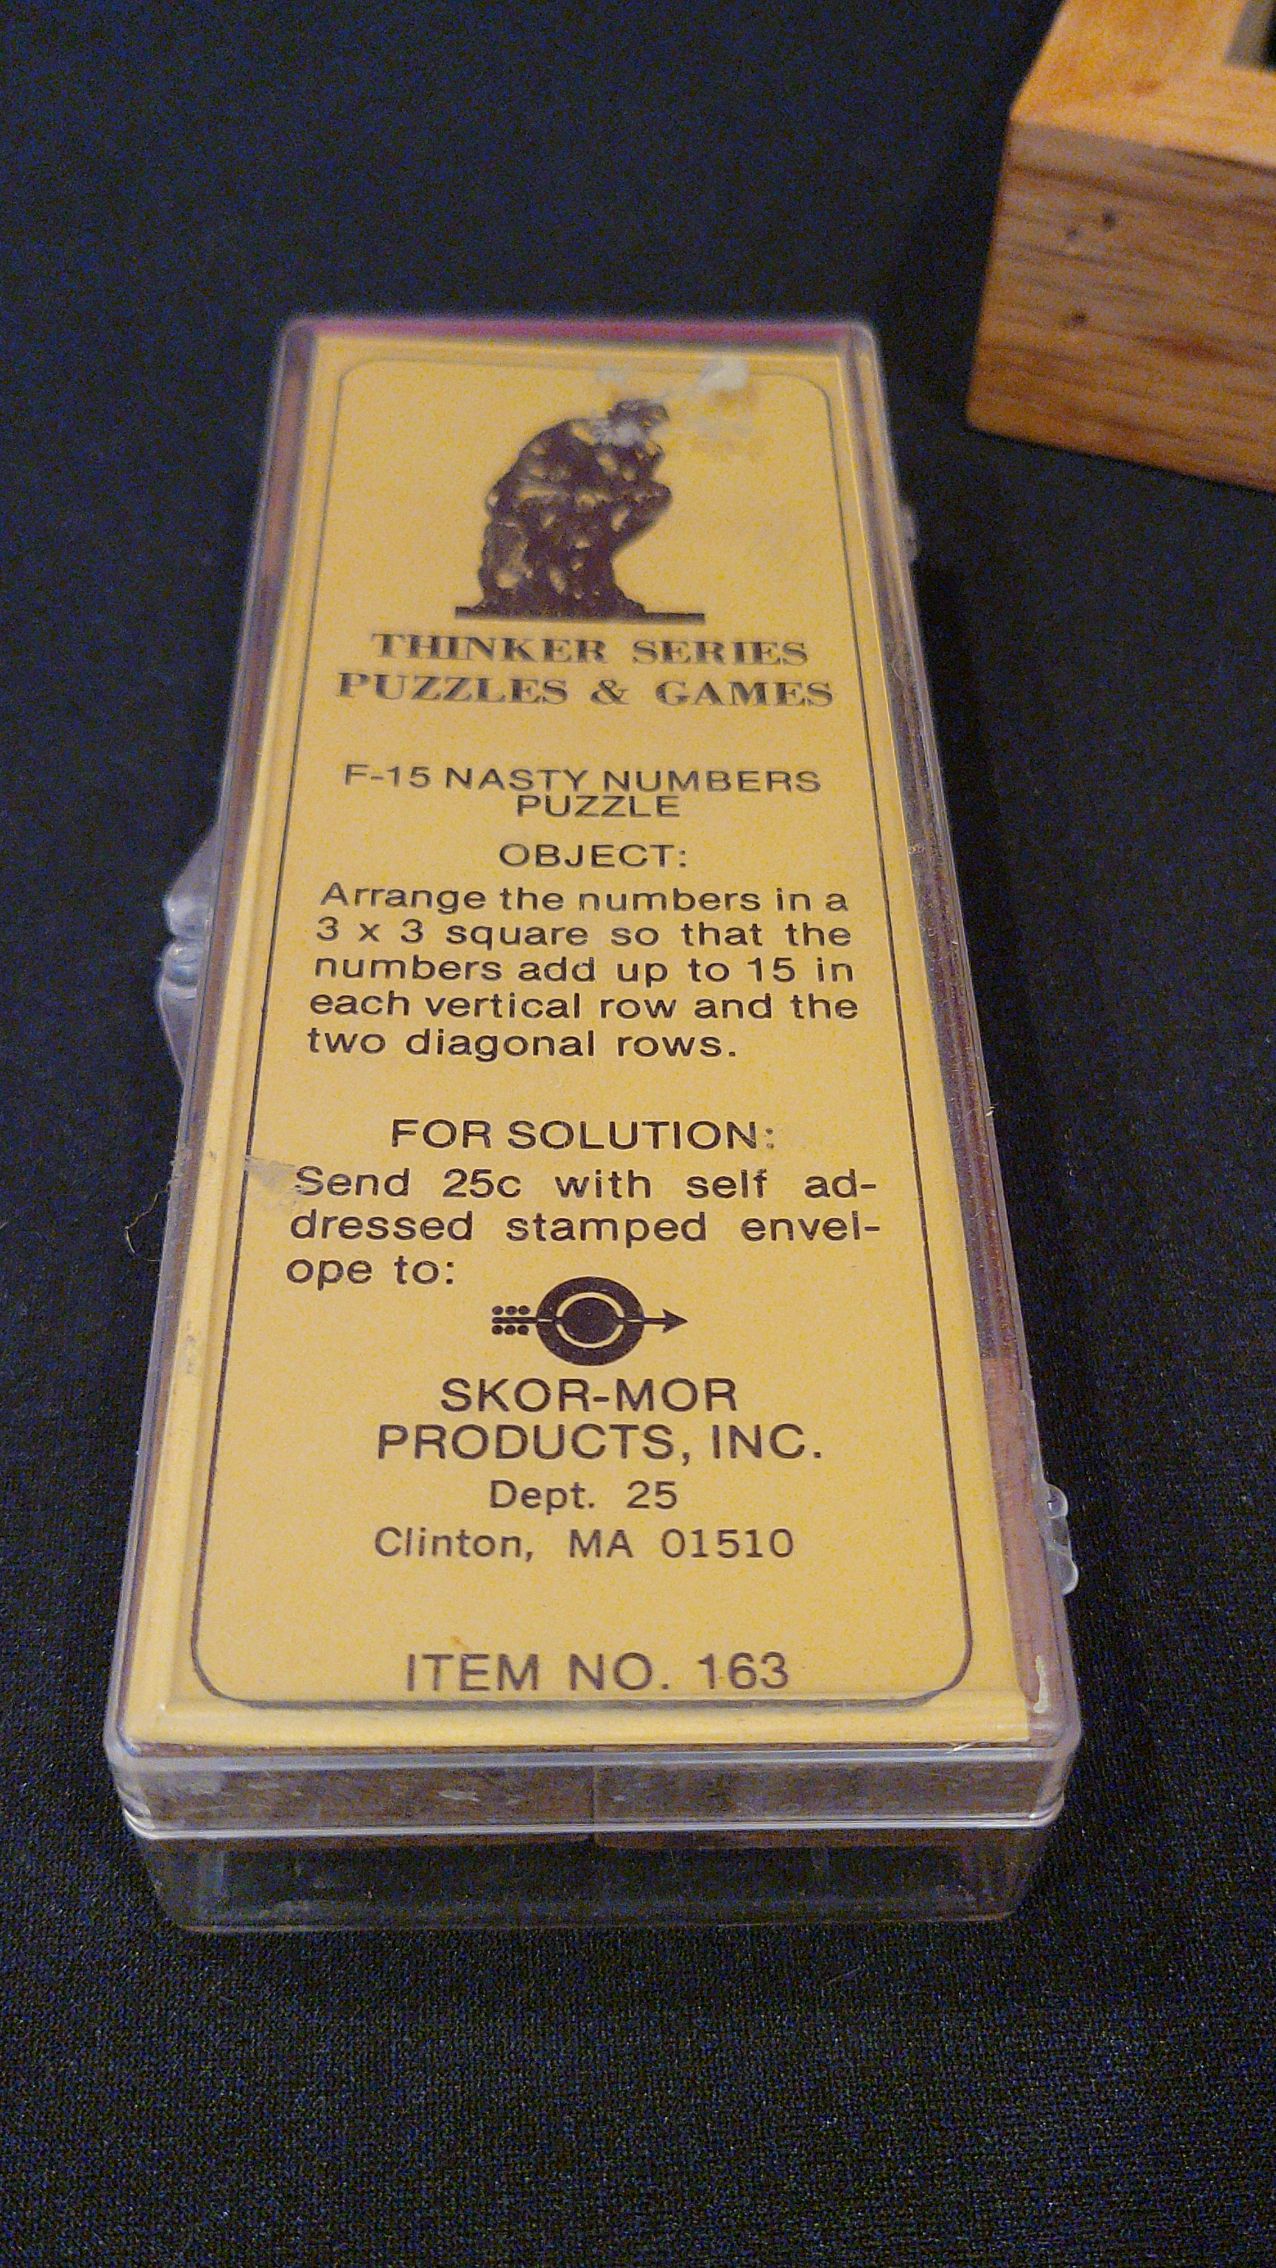 THINKER SERIES
PUZZLES & GAMES
F-15 NASTY NUMBERS
PUZZLE
OBJECT:
Arrange the numbers in a
3 x 3 square so that the
numbers add up to 15 in
each vertical row and the
two diagonal rows.
FOR SOLUTION:
Send 25c with self ad-
dressed stamped envel-
ope to:
SKOR-MOR
PRODUCTS, INC.
Dept. 25
Clinton, MA 01510
ITEM NO. 163